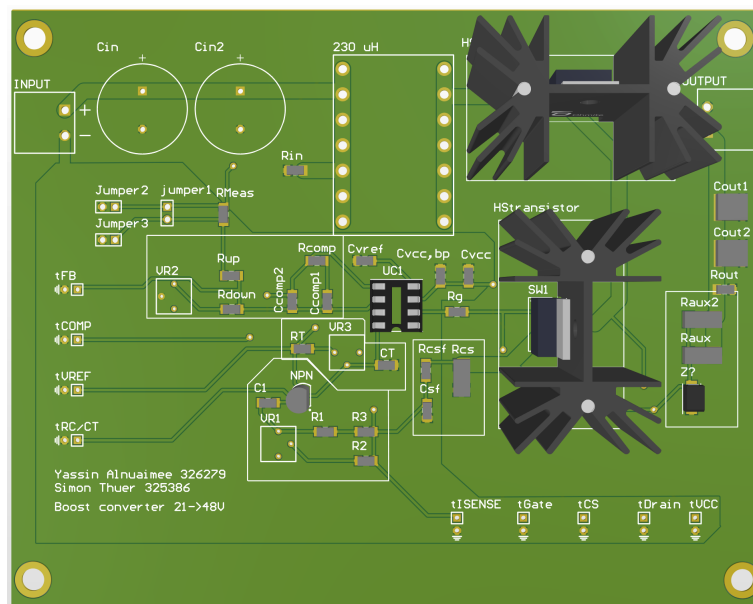 Cin
Cin2
230 uH
INPUT
+
+
+
−
Rin
Jumper2
jumper1
RMeas
Jumper3
HStransistor
Cout1
Cout2
Rcomp
Cvref
Cvcc,bp
Cvcc
tFB
VR2
Rup
Rdown
Ccomp2
Ccomp1
UC1
Rg
SW1
Rout
Raux2
Raux
Z?
tCOMP
RT
VR3
CT
Rcsf
Rcs
Csf
tVREF
NPN
C1
VR1
R1
R3
R2
tRC/CT
Yassin Alnuaimee 326279
Simon Thuer 325386
Boost converter 21->48V
tISENSE
tGate
tCS
tDrain
tVCC